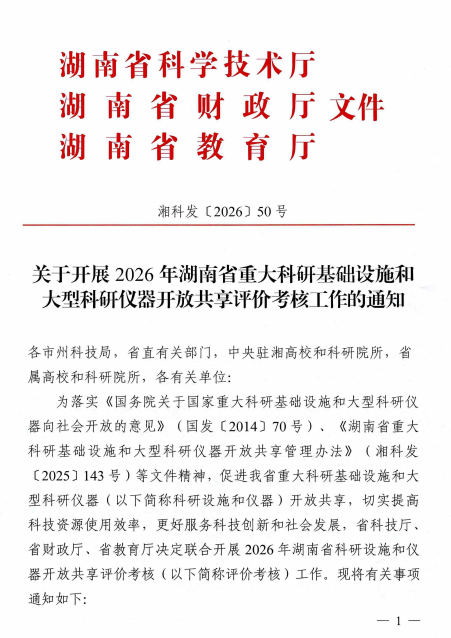 湖南省科学技术厅
湖南省财政厅文件
湖南省教育厅
湘科发〔2026〕50号
关于开展 2026 年湖南省重大科研基础设施和
大型科研仪器开放共享评价考核工作的通知
各市州科技局，省直有关部门，中央驻湘高校和科研院所，省
属高校和科研院所，各有关单位：
为落实《国务院关于国家重大科研基础设施和大型科研仪
器向社会开放的意见》（国发〔2014〕70 号）、《湖南省重大
科研基础设施和大型科研仪器开放共享管理办法》（湘科发
〔2025〕143 号）等文件精神，促进我省重大科研基础设施和大
型科研仪器（以下简称科研设施和仪器）开放共享，切实提高
科技资源使用效率，更好服务科技创新和社会发展，省科技厅、
省财政厅、省教育厅决定联合开展 2026 年湖南省科研设施和仪
器开放共享评价考核（以下简称评价考核）工作。现将有关事项
通知如下：
— 1 —